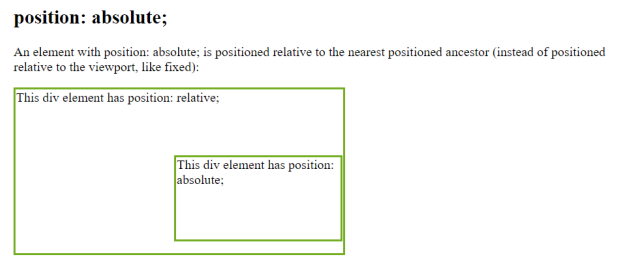 position: absolute;
An element with position: absolute; is positioned relative to the nearest positioned ancestor (instead of positioned
relative to the viewport, like fixed):
This div element has position: relative;
This div element has position:
absolute;